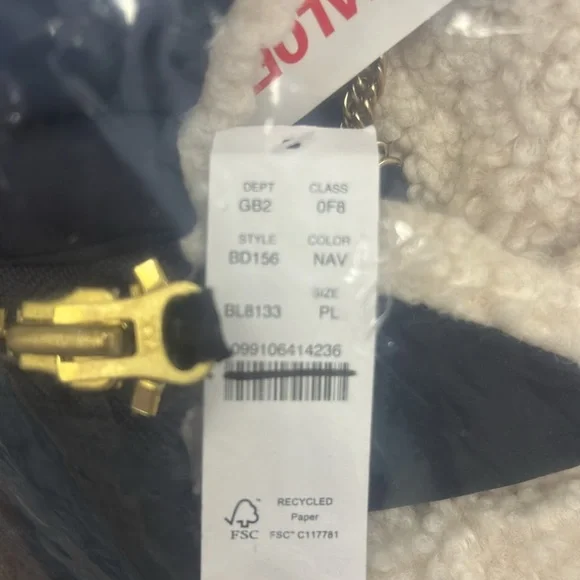 DEPT CLASS
GB2 0F8
STYLE COLOR
BD156 NAV
SIZE
BL8133 PL
099106414236
FSC
RECYCLED
Paper
FSC™ C117781